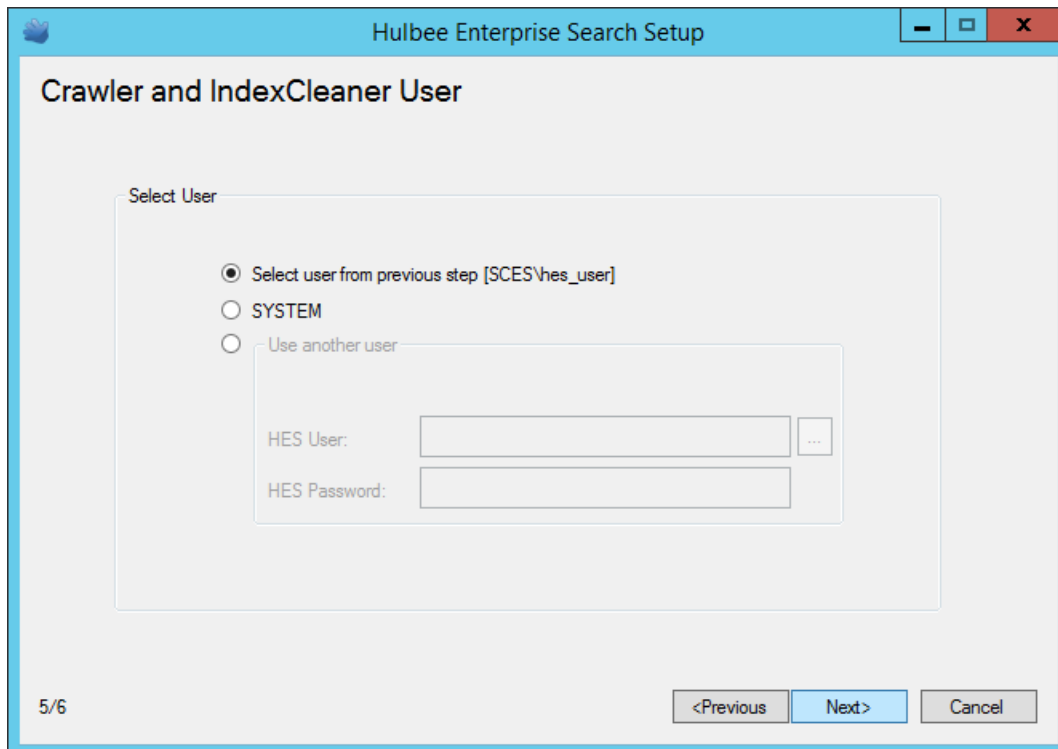 Hulbee Enterprise Search Setup
Crawler and IndexCleaner User
Select User
Select user from previous step [SCES\hes_user]
SYSTEM
Use another user
HES User:
...
HES Password:
5/6
<Previous
Next>
Cancel